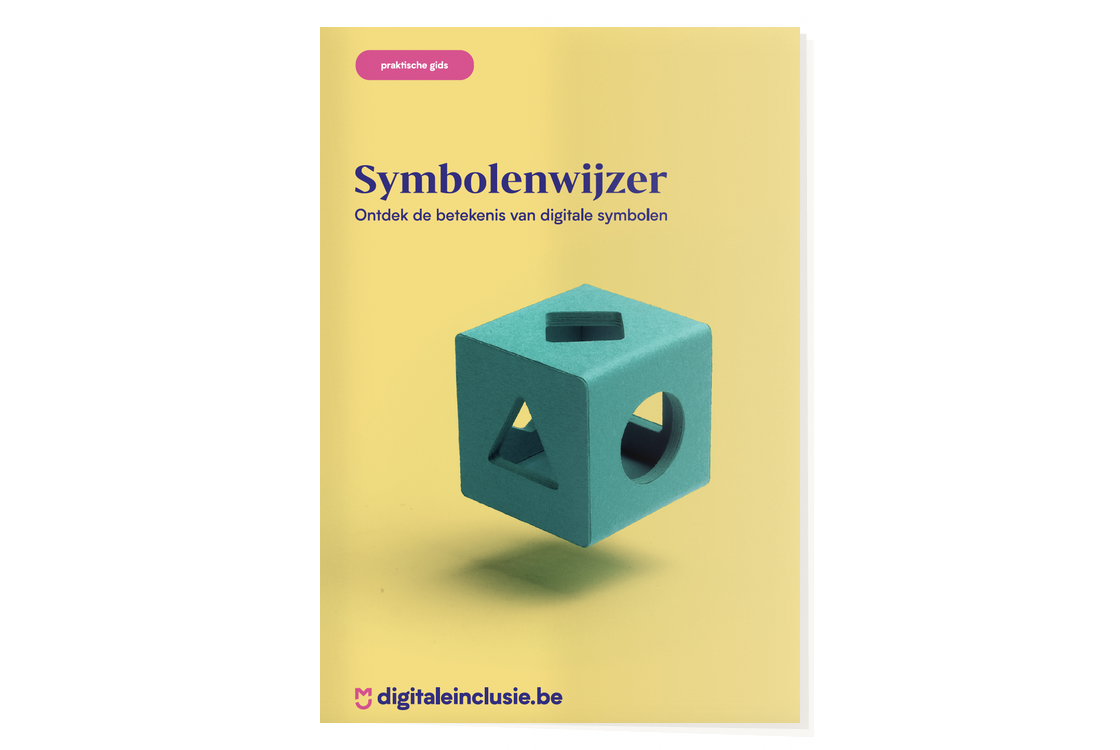 praktische gids
Symbolenwijzer
Ontdek de betekenis van digitale symbolen
digitaleinclusie.be